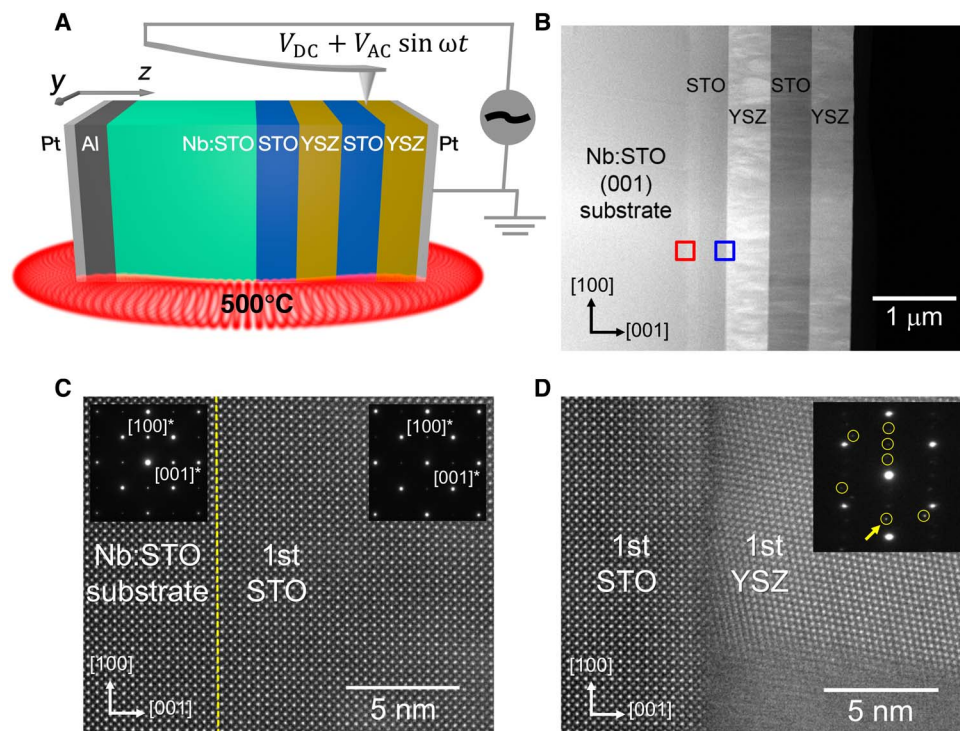 A
V_DC + V_AC sin ωt
y
z
Pt
Al
Nb:STO
STO
YSZ
STO
YSZ
Pt
500°C
B
STO
STO
YSZ
YSZ
Nb:STO
(001)
substrate
[100]
[001]
1 μm
C
[100]*
[001]*
[100]*
[001]*
Nb:STO
substrate
1st
STO
[100]
[001]
5 nm
D
1st
STO
1st
YSZ
[100]
[001]
5 nm